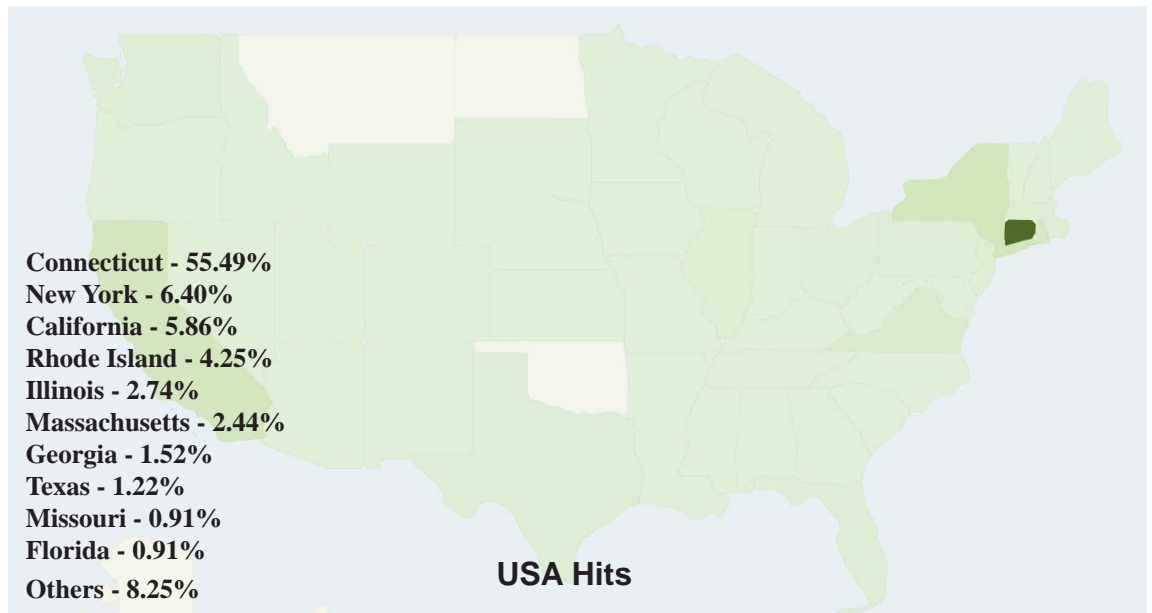 Connecticut - 55.49%
New York - 6.40%
California - 5.86%
Rhode Island - 4.25%
Illinois - 2.74%
Massachusetts - 2.44%
Georgia - 1.52%
Texas - 1.22%
Missouri - 0.91%
Florida - 0.91%
Others - 8.25%
USA Hits